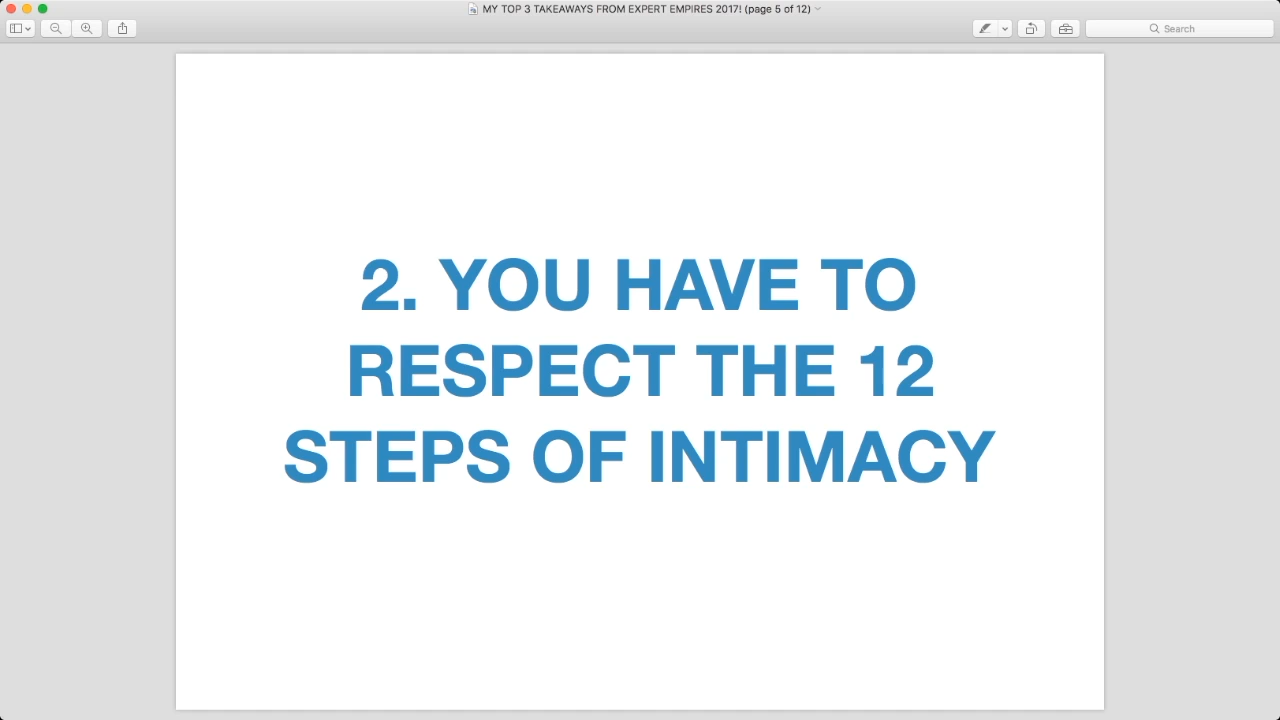 MY TOP 3 TAKEAWAYS FROM EXPERT EMPIRES 2017! (page 5 of 12)
Search
2. YOU HAVE TO
RESPECT THE 12
STEPS OF INTIMACY